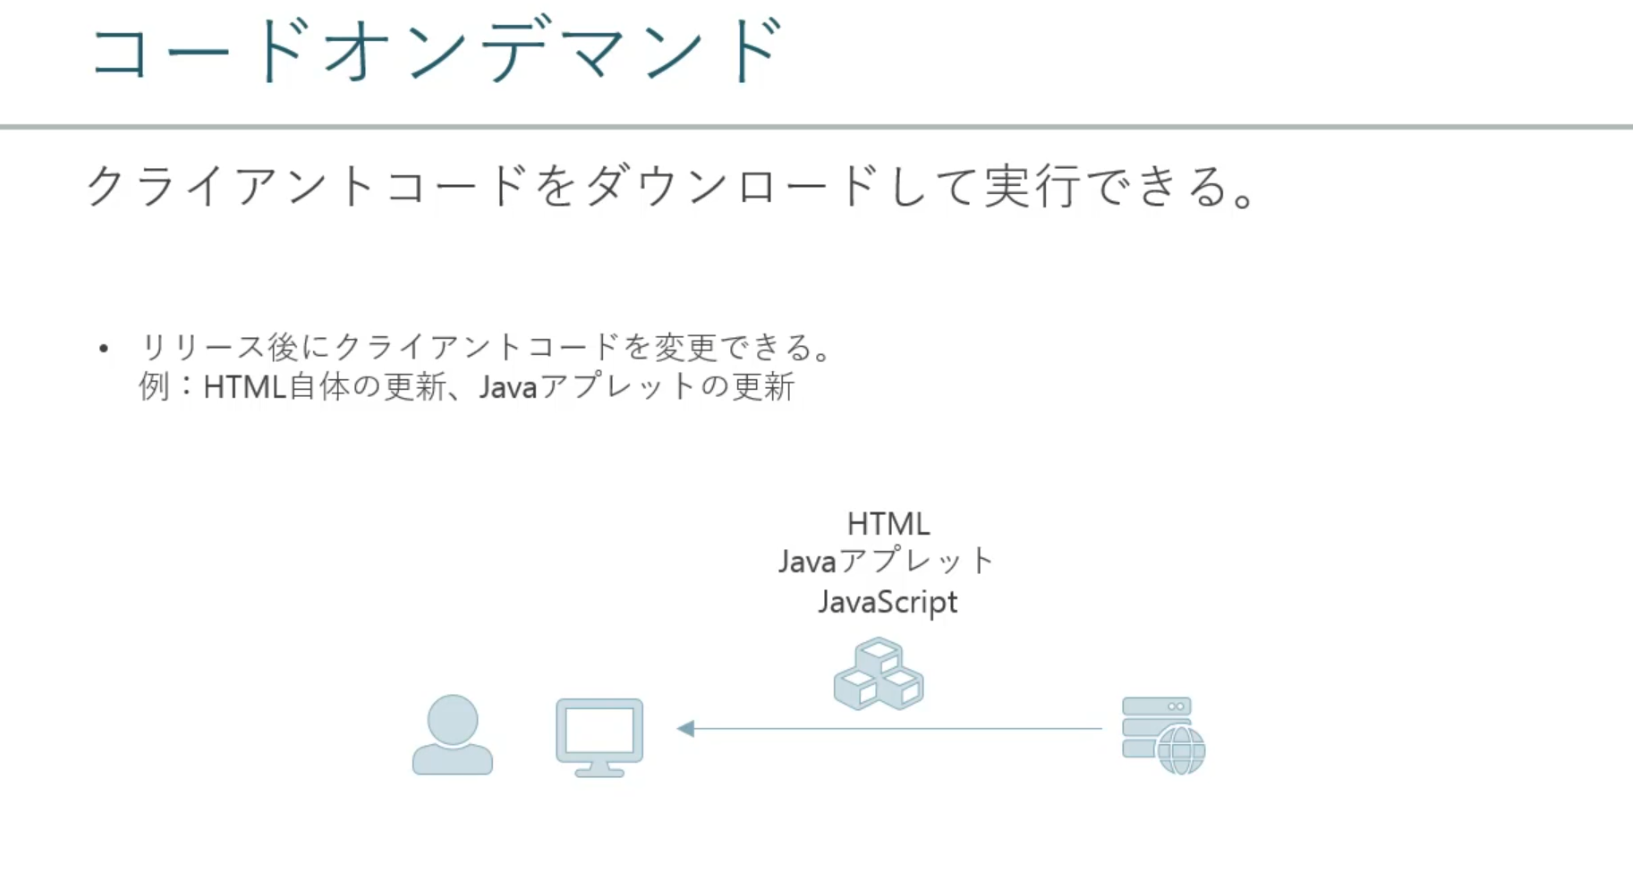 コードオンデマンド
クライアントコードをダウンロードして実行できる。
• リリース後にクライアントコードを変更できる。
例：HTML自体の更新、Javaアプレットの更新
HTML
Javaアプレット
JavaScript